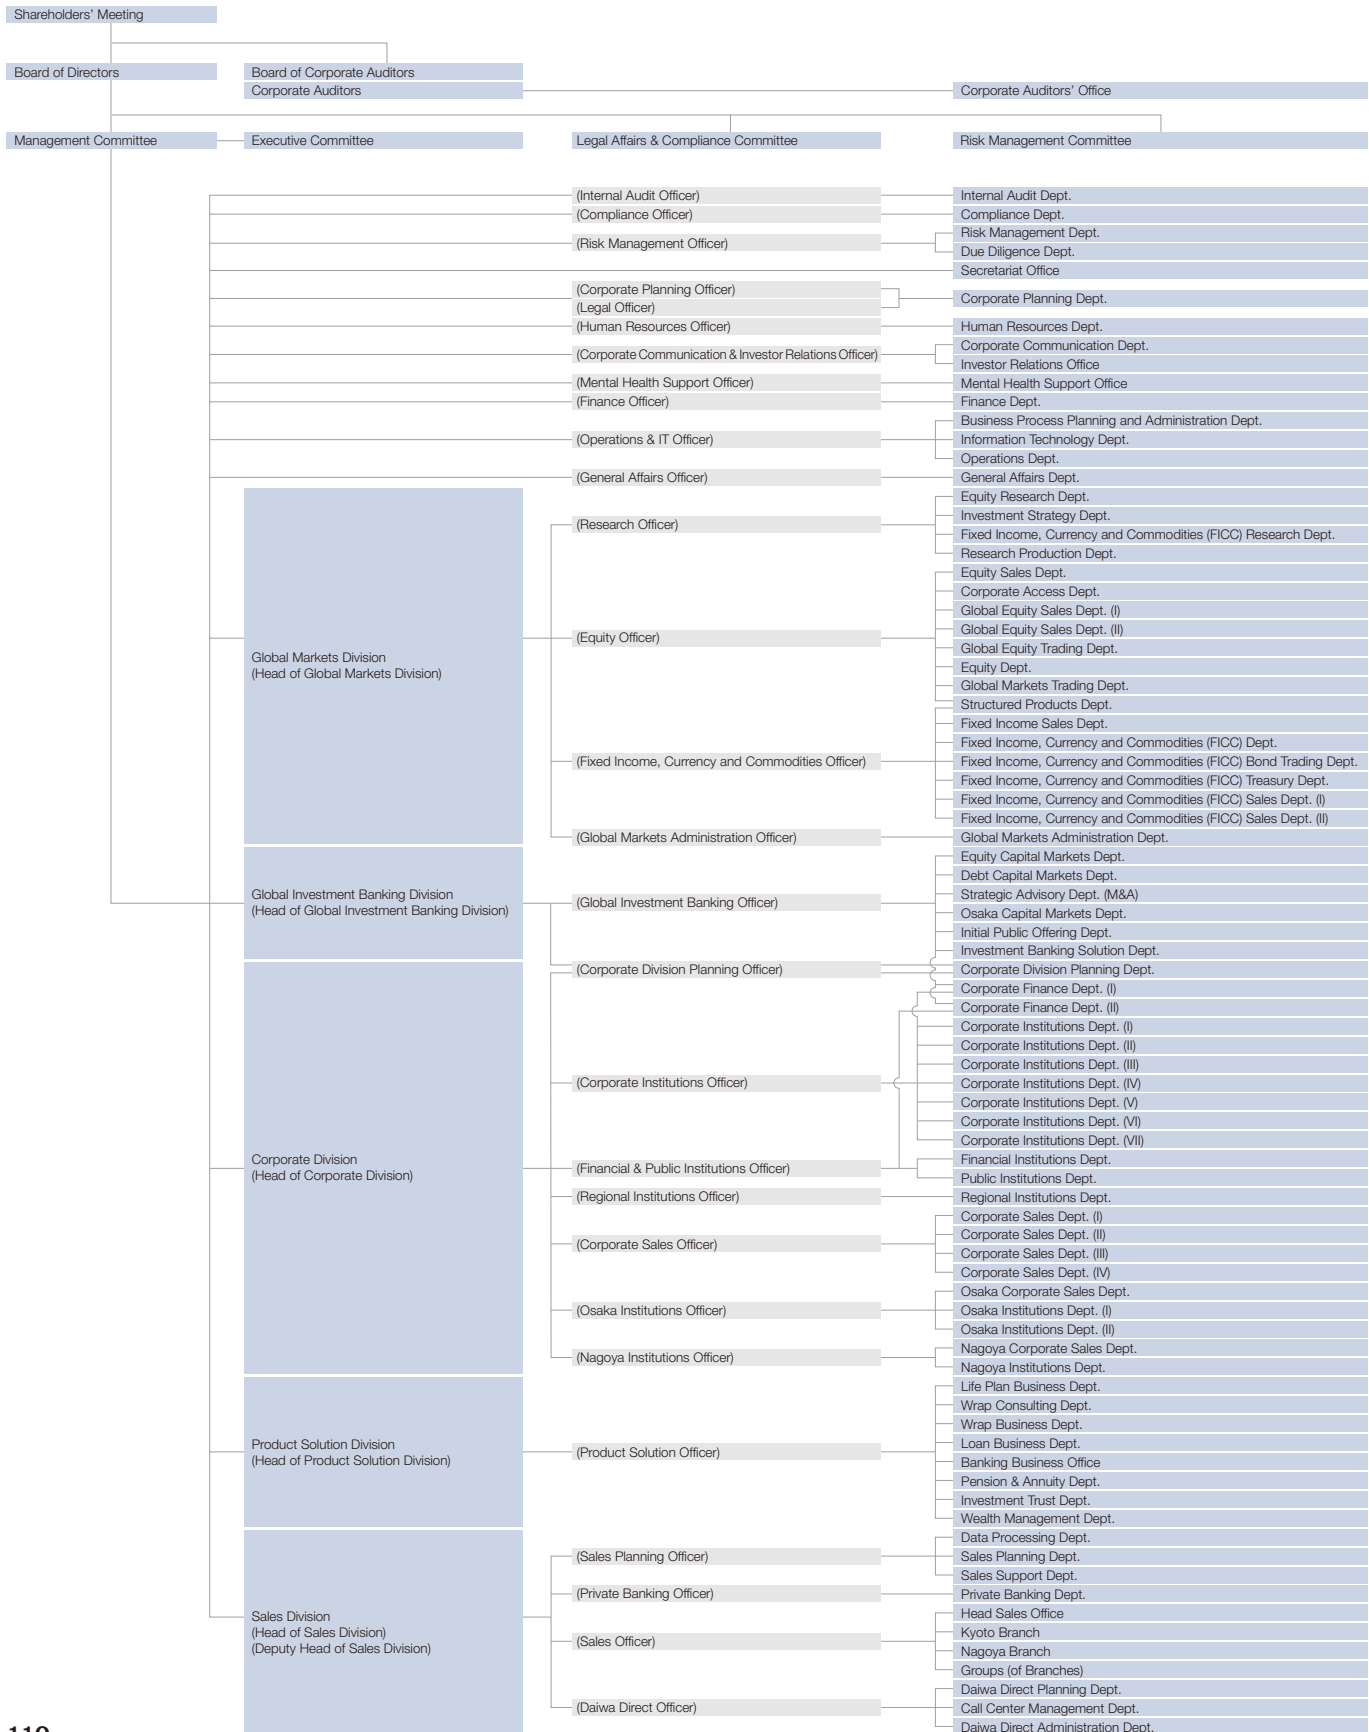 Shareholders' Meeting
Board of Directors
Board of Corporate Auditors
Corporate Auditors
Corporate Auditors' Office
Management Committee
Executive Committee
Legal Affairs & Compliance Committee
Risk Management Committee
(Internal Audit Officer)
Internal Audit Dept.
(Compliance Officer)
Compliance Dept.
(Risk Management Officer)
Risk Management Dept.
Due Diligence Dept.
Secretariat Office
(Corporate Planning Officer)
(Legal Officer)
Corporate Planning Dept.
(Human Resources Officer)
Human Resources Dept.
(Corporate Communication & Investor Relations Officer)
Corporate Communication Dept.
Investor Relations Office
(Mental Health Support Officer)
Mental Health Support Office
(Finance Officer)
Finance Dept.
(Operations & IT Officer)
Business Process Planning and Administration Dept.
Information Technology Dept.
Operations Dept.
(General Affairs Officer)
General Affairs Dept.
Global Markets Division
(Head of Global Markets Division)
(Research Officer)
Equity Research Dept.
Investment Strategy Dept.
Fixed Income, Currency and Commodities (FICC) Research Dept.
Research Production Dept.
(Equity Officer)
Equity Sales Dept.
Corporate Access Dept.
Global Equity Sales Dept. (I)
Global Equity Sales Dept. (II)
Global Equity Trading Dept.
Equity Dept.
Global Markets Trading Dept.
Structured Products Dept.
(Fixed Income, Currency and Commodities Officer)
Fixed Income Sales Dept.
Fixed Income, Currency and Commodities (FICC) Dept.
Fixed Income, Currency and Commodities (FICC) Bond Trading Dept.
Fixed Income, Currency and Commodities (FICC) Treasury Dept.
Fixed Income, Currency and Commodities (FICC) Sales Dept. (I)
Fixed Income, Currency and Commodities (FICC) Sales Dept. (II)
(Global Markets Administration Officer)
Global Markets Administration Dept.
Global Investment Banking Division
(Head of Global Investment Banking Division)
(Global Investment Banking Officer)
Equity Capital Markets Dept.
Debt Capital Markets Dept.
Strategic Advisory Dept. (M&A)
Osaka Capital Markets Dept.
Initial Public Offering Dept.
Investment Banking Solution Dept.
(Corporate Division Planning Officer)
Corporate Division Planning Dept.
Corporate Finance Dept. (I)
Corporate Finance Dept. (II)
Corporate Division
(Head of Corporate Division)
(Corporate Institutions Officer)
Corporate Institutions Dept. (I)
Corporate Institutions Dept. (II)
Corporate Institutions Dept. (III)
Corporate Institutions Dept. (IV)
Corporate Institutions Dept. (V)
Corporate Institutions Dept. (VI)
Corporate Institutions Dept. (VII)
(Financial & Public Institutions Officer)
Financial Institutions Dept.
Public Institutions Dept.
(Regional Institutions Officer)
Regional Institutions Dept.
(Corporate Sales Officer)
Corporate Sales Dept. (I)
Corporate Sales Dept. (II)
Corporate Sales Dept. (III)
Corporate Sales Dept. (IV)
(Osaka Institutions Officer)
Osaka Corporate Sales Dept.
Osaka Institutions Dept. (I)
Osaka Institutions Dept. (II)
(Nagoya Institutions Officer)
Nagoya Corporate Sales Dept.
Nagoya Institutions Dept.
Product Solution Division
(Head of Product Solution Division)
(Product Solution Officer)
Life Plan Business Dept.
Wrap Consulting Dept.
Wrap Business Dept.
Loan Business Dept.
Banking Business Office
Pension & Annuity Dept.
Investment Trust Dept.
Wealth Management Dept.
Sales Division
(Head of Sales Division)
(Deputy Head of Sales Division)
(Sales Planning Officer)
Data Processing Dept.
Sales Planning Dept.
Sales Support Dept.
(Private Banking Officer)
Private Banking Dept.
(Sales Officer)
Head Sales Office
Kyoto Branch
Nagoya Branch
Groups (of Branches)
(Daiwa Direct Officer)
Daiwa Direct Planning Dept.
Call Center Management Dept.
Daiwa Direct Administration Dept.